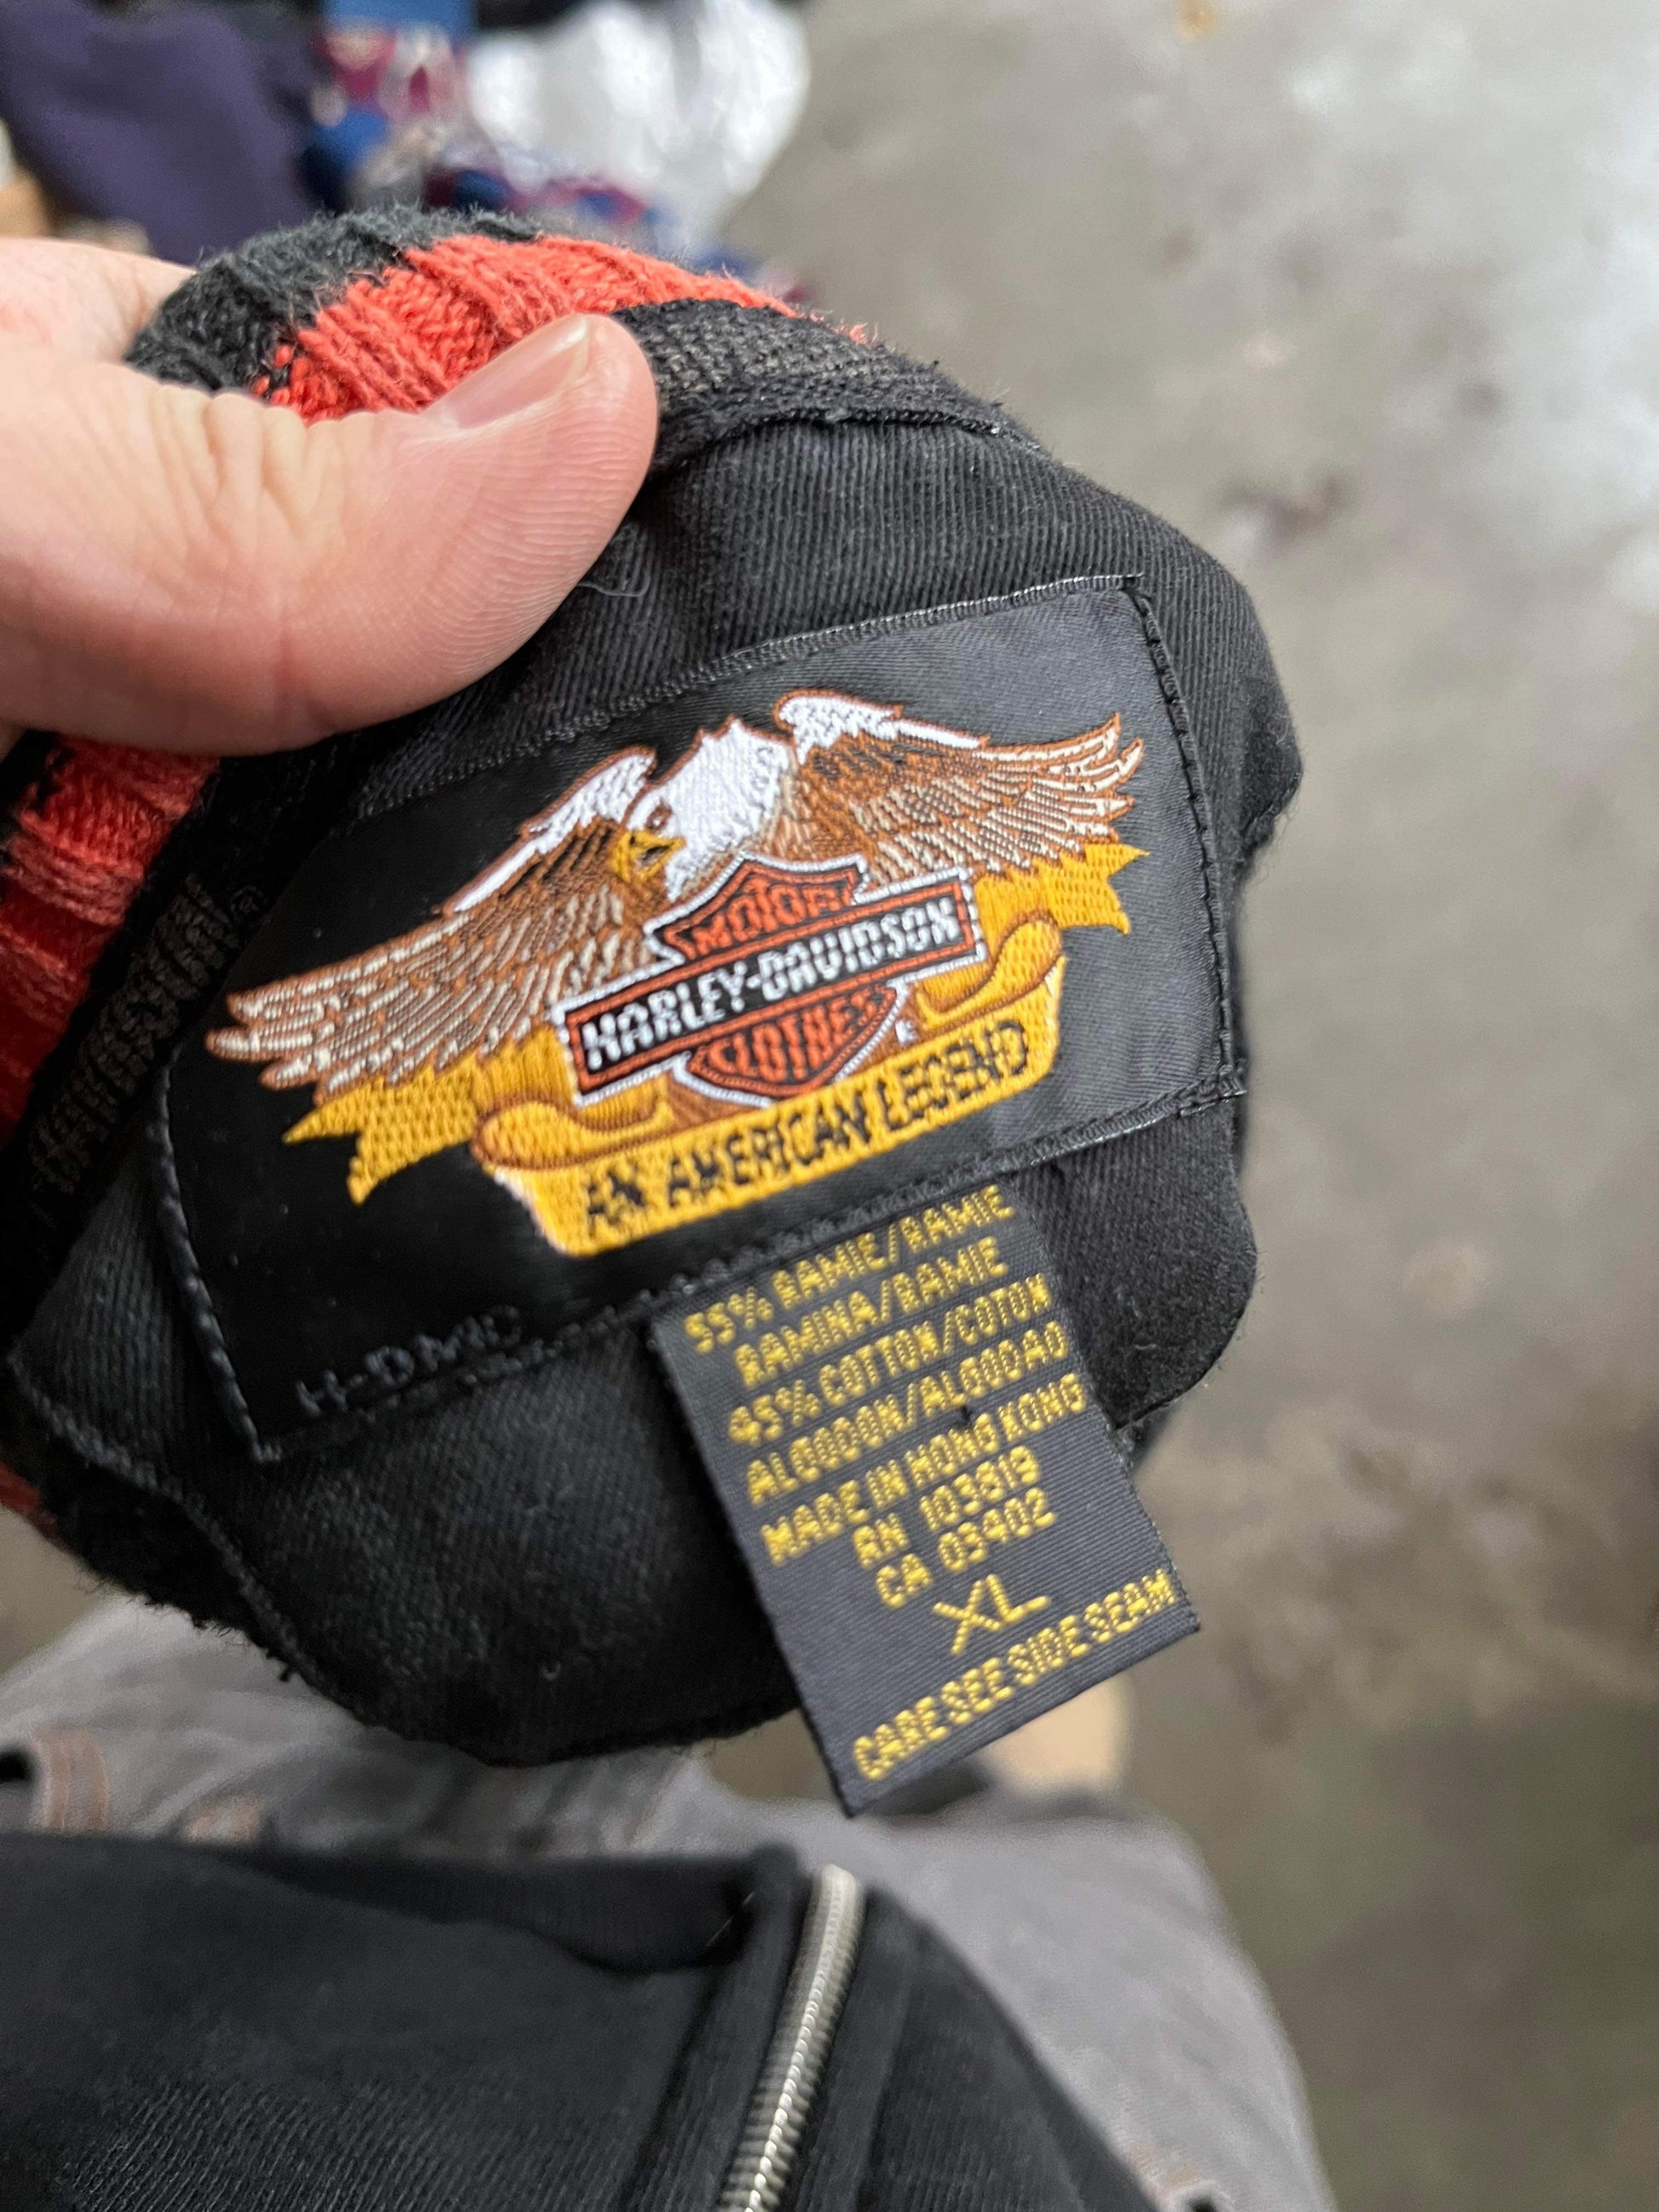 MOTOR
HARLEY-DAVIDSON
CLOTHES
AN AMERICAN LEGEND
H-DMC
55% RAMIE/RAMIE
RAMINA/RAMIE
45% COTTON/COTON
ALGODON/ALGODAO
MADE IN HONG KONG
RN 103819
CA 03402
XL
CARE SEE SIDE SEAM